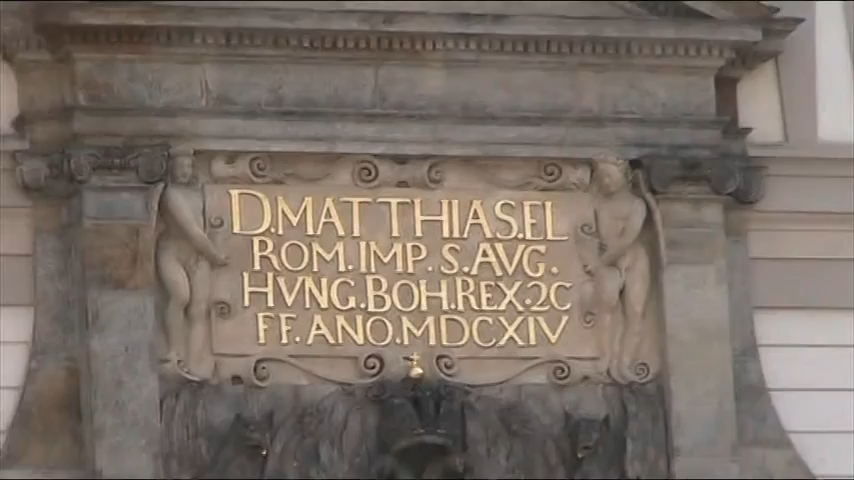 D.MATTHIAS.EL
ROM.IMP.S.AVG.
HVNG.BOH.REX.2C
FF.ANO.MDCXIV